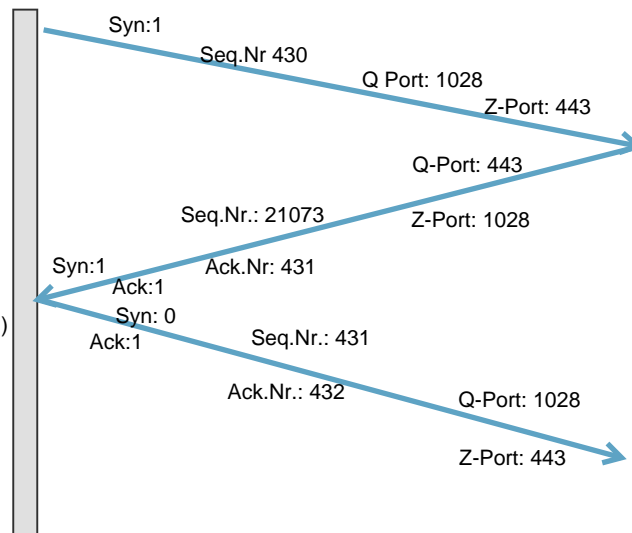 Syn:1
Seq.Nr 430
Q Port: 1028
Z-Port: 443
Q-Port: 443
Seq.Nr.: 21073
Z-Port: 1028
Syn:1
Ack.Nr: 431
Ack:1
Syn: 0
)
Ack:1
Seq.Nr.: 431
Ack.Nr.: 432
Q-Port: 1028
Z-Port: 443